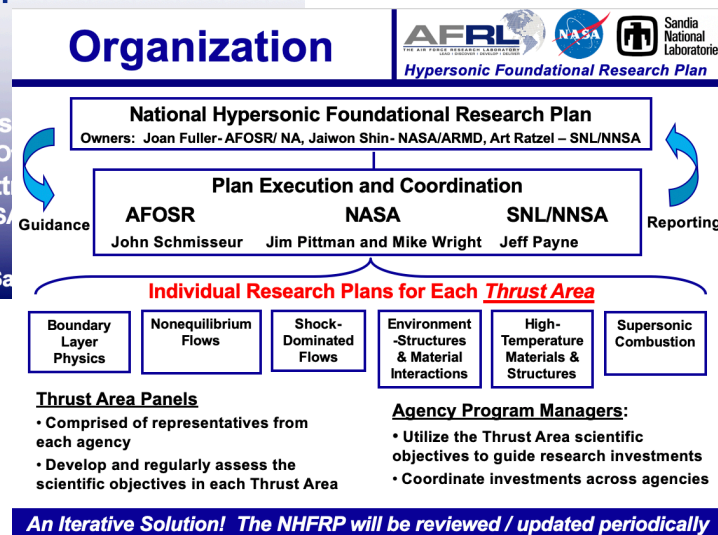 Organization
AFRL
THE AIR FORCE RESEARCH LABORATORY
LEAD | DISCOVER | DEVELOP | DELIVER
NASA
Sandia
National
Laboratorie
Hypersonic Foundational Research Plan
National Hypersonic Foundational Research Plan
Owners: Joan Fuller- AFOSR/ NA, Jaiwon Shin- NASA/ARMD, Art Ratzel – SNL/NNSA
Guidance
Reporting
Plan Execution and Coordination
AFOSR NASA SNL/NNSA
John Schmisseur Jim Pittman and Mike Wright Jeff Payne
Individual Research Plans for Each Thrust Area
Boundary
Layer
Physics
Nonequilibrium
Flows
Shock-
Dominated
Flows
Environment
-Structures
& Material
Interactions
High-
Temperature
Materials &
Structures
Supersonic
Combustion
Thrust Area Panels
• Comprised of representatives from
each agency
• Develop and regularly assess the
scientific objectives in each Thrust Area
Agency Program Managers:
• Utilize the Thrust Area scientific
objectives to guide research investments
• Coordinate investments across agencies
An Iterative Solution! The NHFRP will be reviewed / updated periodically